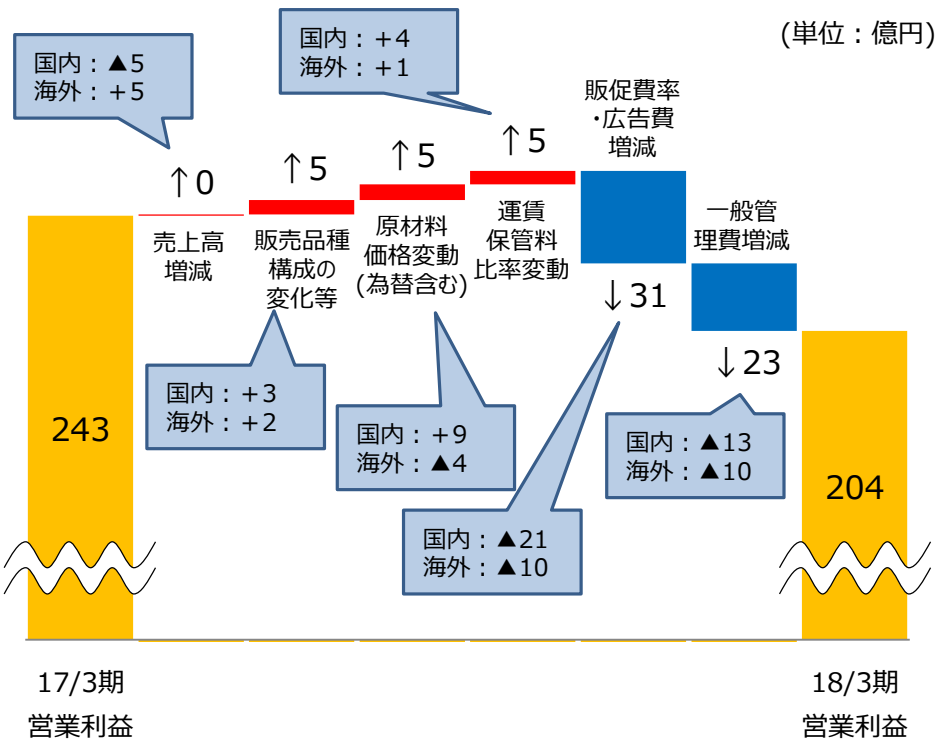 (単位：億円)
国内：▲5
海外：+5
国内：+4
海外：+1
↑0
売上高
増減
↑5
販売品種
構成の
変化等
↑5
原材料
価格変動
(為替含む)
↑5
運賃
保管料
比率変動
販促費率
・広告費
増減
↓31
一般管
理費増減
↓23
国内：+3
海外：+2
国内：+9
海外：▲4
国内：▲21
海外：▲10
国内：▲13
海外：▲10
243
204
17/3期
営業利益
18/3期
営業利益